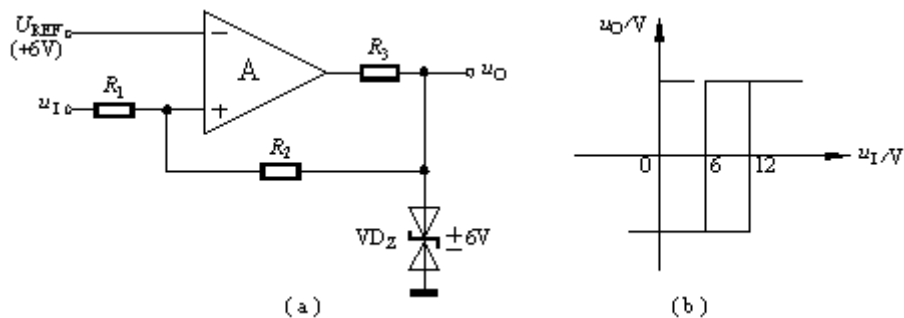 U_REF
(+6V)
−
A
R_3
u_O
u_I
R_1
+
R_2
VD_Z
±6V
(a)
u_O/V
0
6
12
u_I/V
(b)